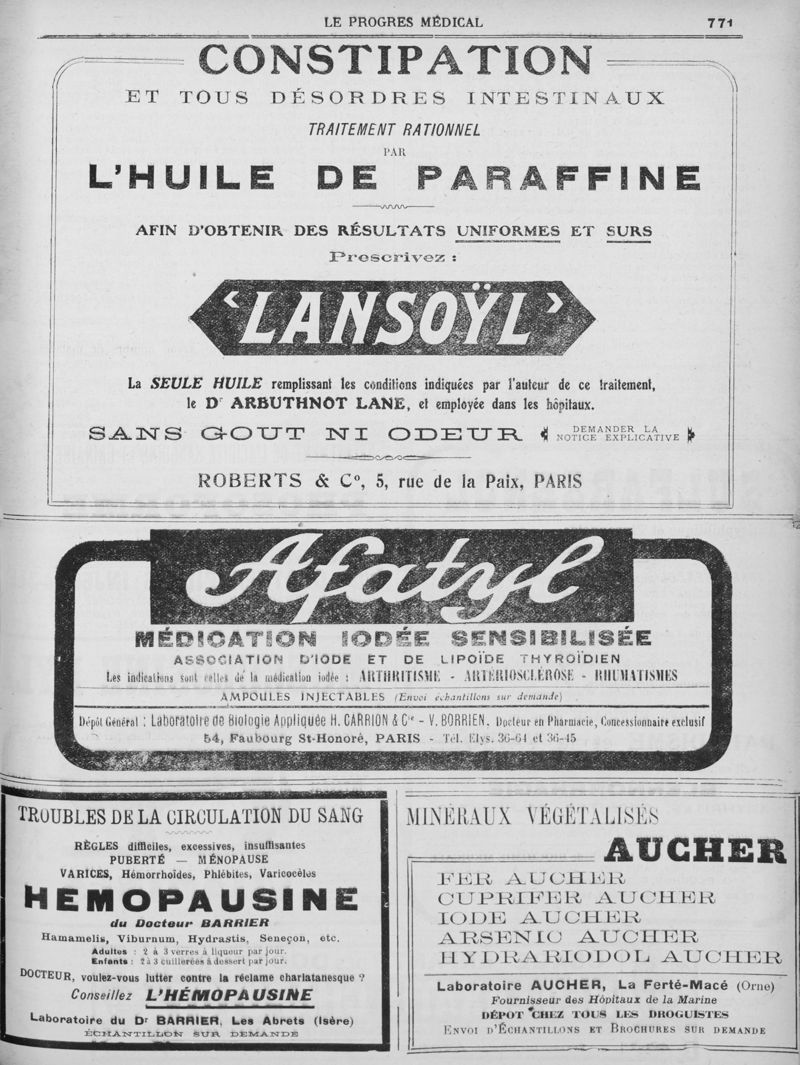 LE PROGRES MÉDICAL 771
CONSTIPATION
ET TOUS DÉSORDRES INTESTINAUX
TRAITEMENT RATIONNEL
PAR
L'HUILE DE PARAFFINE
AFIN D'OBTENIR DES RÉSULTATS UNIFORMES ET SURS
Prescrivez :
‹LANSOŸL›
La SEULE HUILE remplissant les conditions indiquées par l'auteur de ce traitement,
le Dr ARBUTHNOT LANE, et employée dans les hôpitaux.
SANS GOUT NI ODEUR
DEMANDER LA
NOTICE EXPLICATIVE
ROBERTS & Co, 5, rue de la Paix, PARIS
Afatyl
MÉDICATION IODÉE SENSIBILISÉE
ASSOCIATION D'IODE ET DE LIPOÏDE THYROÏDIEN
Les indications sont celles de la médication iodée : ARTHRITISME - ARTÉRIOSCLÉROSE - RHUMATISMES
AMPOULES INJECTABLES (Envoi échantillons sur demande)
Dépôt Général : Laboratoire de Biologie Appliquée H. CARRION & Cie - V. BORRIEN, Docteur en Pharmacie, Concessionnaire exclusif
54, Faubourg St-Honoré, PARIS - Tél. Elys. 36-64 et 36-45
TROUBLES DE LA CIRCULATION DU SANG
RÈGLES difficiles, excessives, insuffisantes
PUBERTÉ — MÉNOPAUSE
VARICES, Hémorrhoïdes, Phlébites, Varicocèles
HEMOPAUSINE
du Docteur BARRIER
Hamamelis, Viburnum, Hydrastis, Seneçon, etc.
Adultes : 2 à 3 verres à liqueur par jour.
Enfants : 2 à 3 cuillerées à dessert par jour.
DOCTEUR, voulez-vous lutter contre la réclame charlatanesque ?
Conseillez L'HÉMOPAUSINE
Laboratoire du Dr BARRIER, Les Abrets (Isère)
ÉCHANTILLON SUR DEMANDE
MINÉRAUX VÉGÉTALISÉS
AUCHER
FER AUCHER
CUPRIFER AUCHER
IODE AUCHER
ARSENIC AUCHER
HYDRARIODOL AUCHER
Laboratoire AUCHER, La Ferté-Macé (Orne)
Fournisseur des Hôpitaux de la Marine
DÉPOT CHEZ TOUS LES DROGUISTES
ENVOI D'ÉCHANTILLONS ET BROCHURES SUR DEMANDE